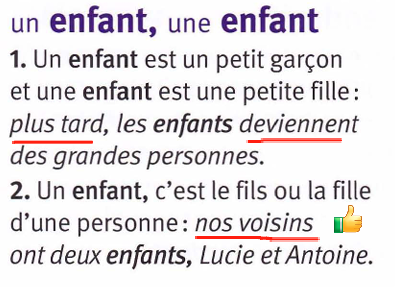 un enfant, une enfant
1. Un enfant est un petit garçon
et une enfant est une petite fille :
plus tard, les enfants deviennent
des grandes personnes.
2. Un enfant, c'est le fils ou la fille
d'une personne : nos voisins
ont deux enfants, Lucie et Antoine.